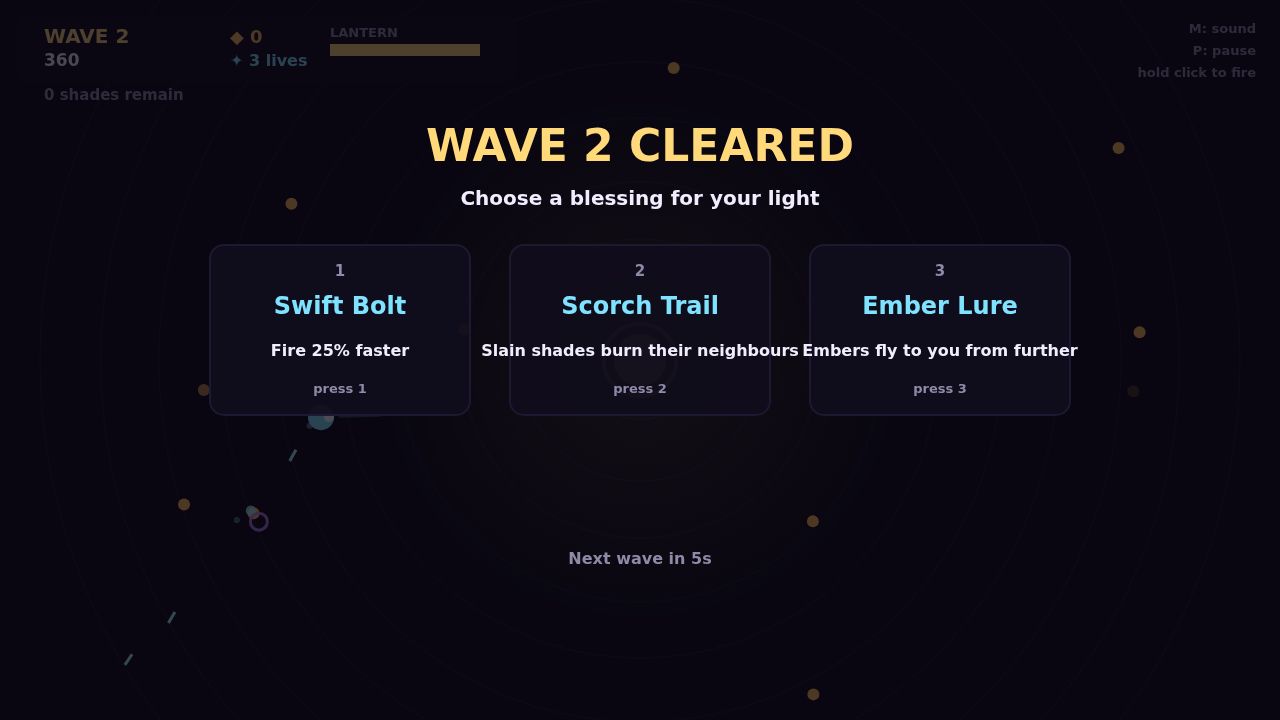 WAVE 2
360
◆ 0
✦ 3 lives
LANTERN
0 shades remain
M: sound
P: pause
hold click to fire
WAVE 2 CLEARED
Choose a blessing for your light
1
Swift Bolt
Fire 25% faster
press 1
2
Scorch Trail
Slain shades burn their neighbours
press 2
3
Ember Lure
Embers fly to you from further
press 3
Next wave in 5s